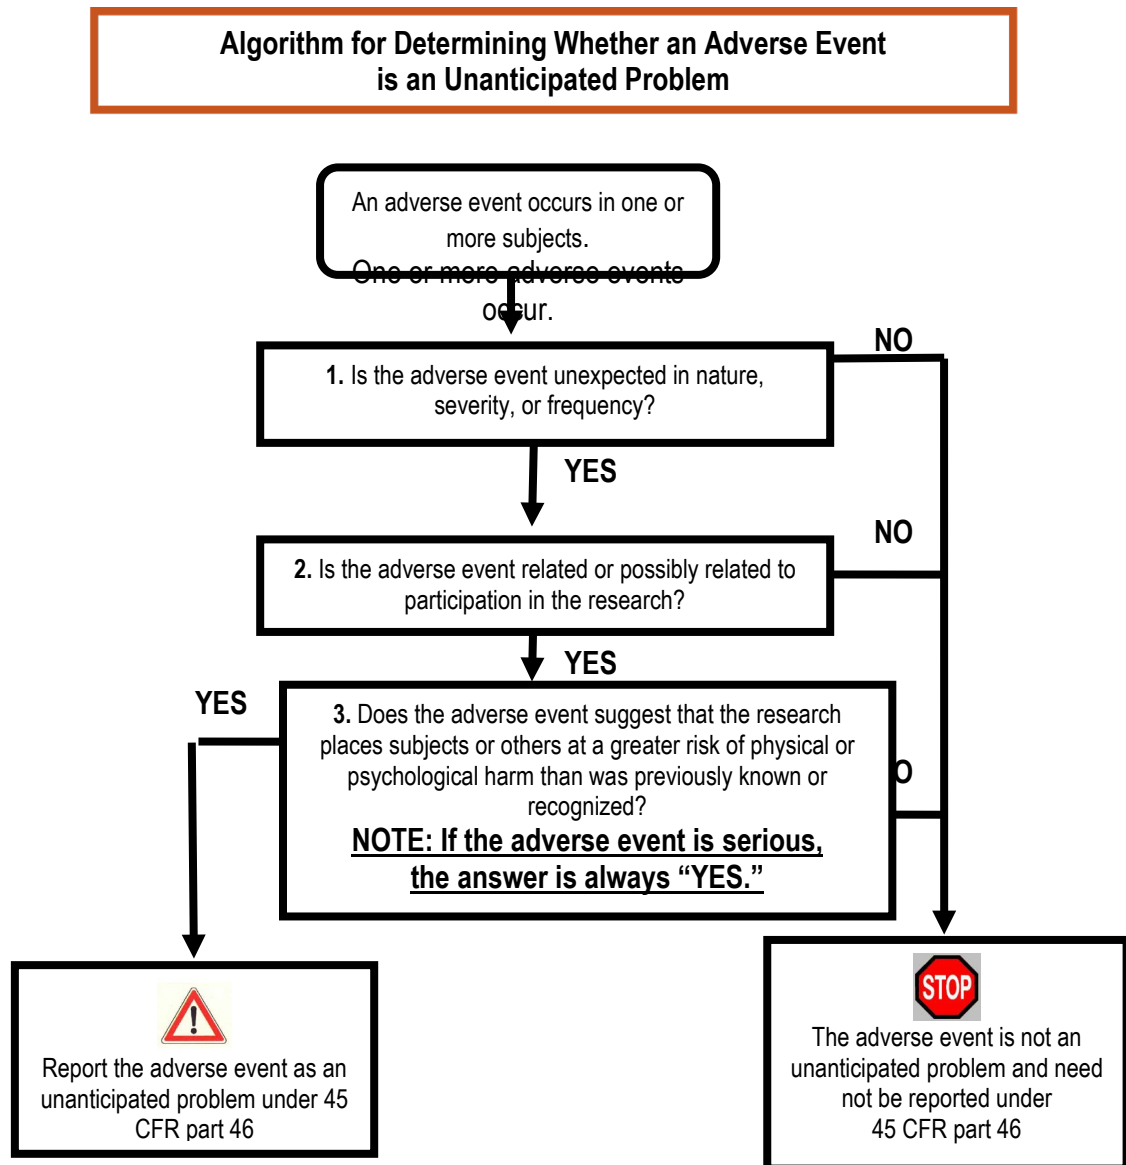 Algorithm for Determining Whether an Adverse Event
is an Unanticipated Problem
An adverse event occurs in one or
more subjects.
One or more adverse events
occur.
NO
1. Is the adverse event unexpected in nature,
severity, or frequency?
YES
NO
2. Is the adverse event related or possibly related to
participation in the research?
YES
YES
3. Does the adverse event suggest that the research
places subjects or others at a greater risk of physical or
psychological harm than was previously known or
recognized?
NOTE: If the adverse event is serious,
the answer is always “YES.”
O
Report the adverse event as an
unanticipated problem under 45
CFR part 46
STOP
The adverse event is not an
unanticipated problem and need
not be reported under
45 CFR part 46